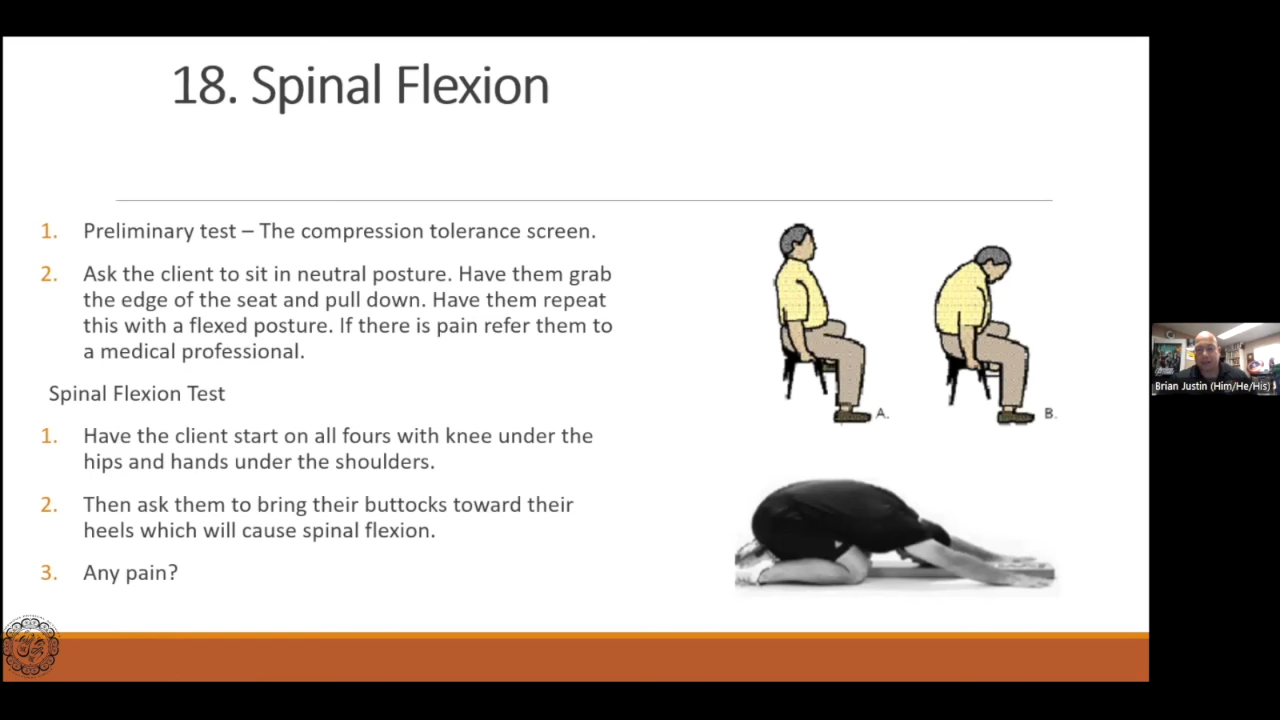 18. Spinal Flexion
1. Preliminary test – The compression tolerance screen.
2. Ask the client to sit in neutral posture. Have them grab
the edge of the seat and pull down. Have them repeat
this with a flexed posture. If there is pain refer them to
a medical professional.
Spinal Flexion Test
1. Have the client start on all fours with knee under the
hips and hands under the shoulders.
2. Then ask them to bring their buttocks toward their
heels which will cause spinal flexion.
3. Any pain?
A.
B.
Brian Justin (Him/He/His)